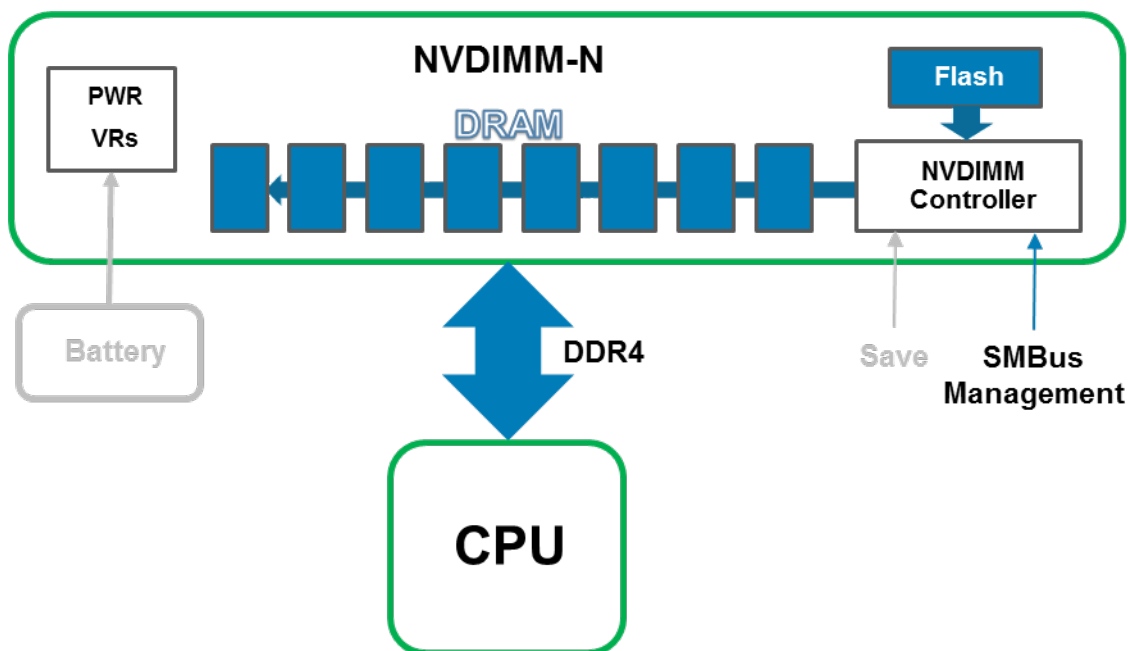 NVDIMM-N
PWR
VRs
DRAM
Flash
NVDIMM
Controller
Battery
DDR4
Save
SMBus
Management
CPU